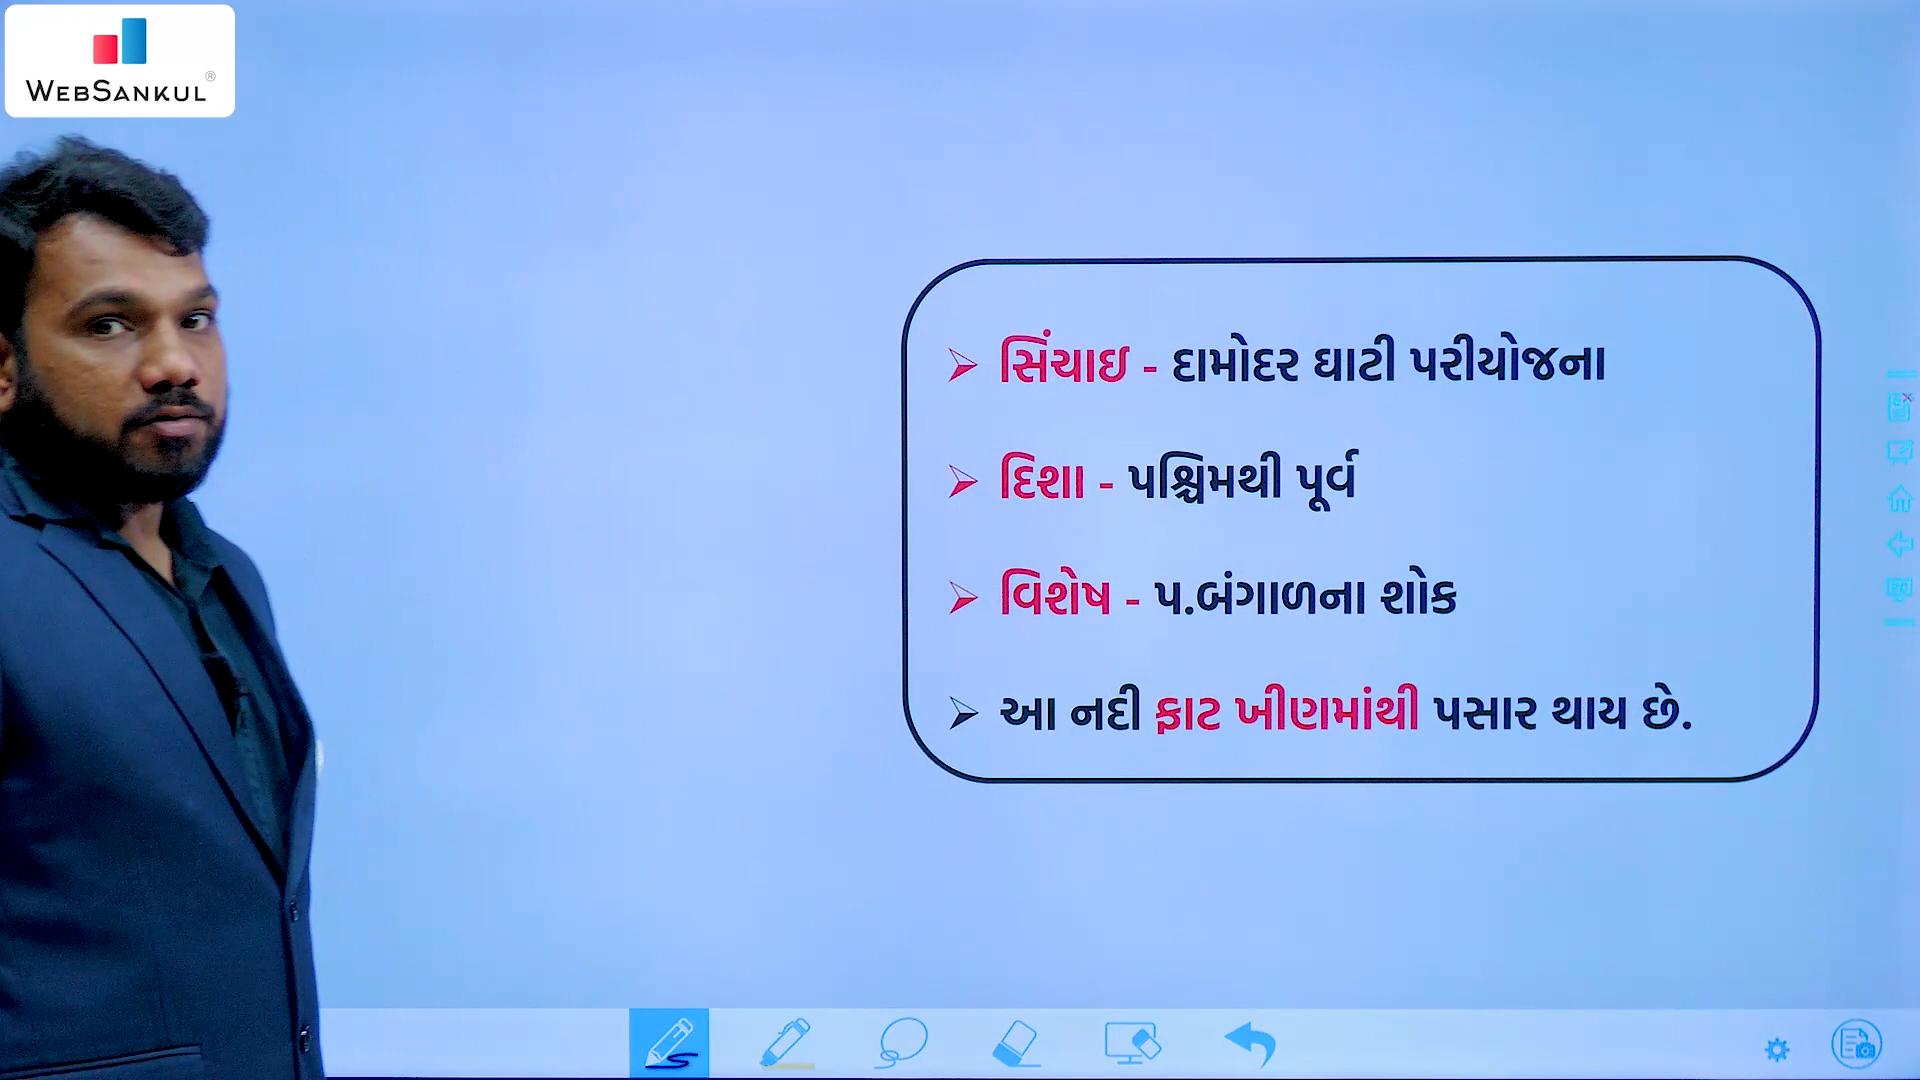 WEBSANKUL®
➢ સિંચાઇ - દામોદર ઘાટી પરીયોજના
➢ દિશા - પશ્ચિમથી પૂર્વ
➢ વિશેષ - પ.બંગાળના શોક
➢ આ નદી ફાટ ખીણમાંથી પસાર થાય છે.